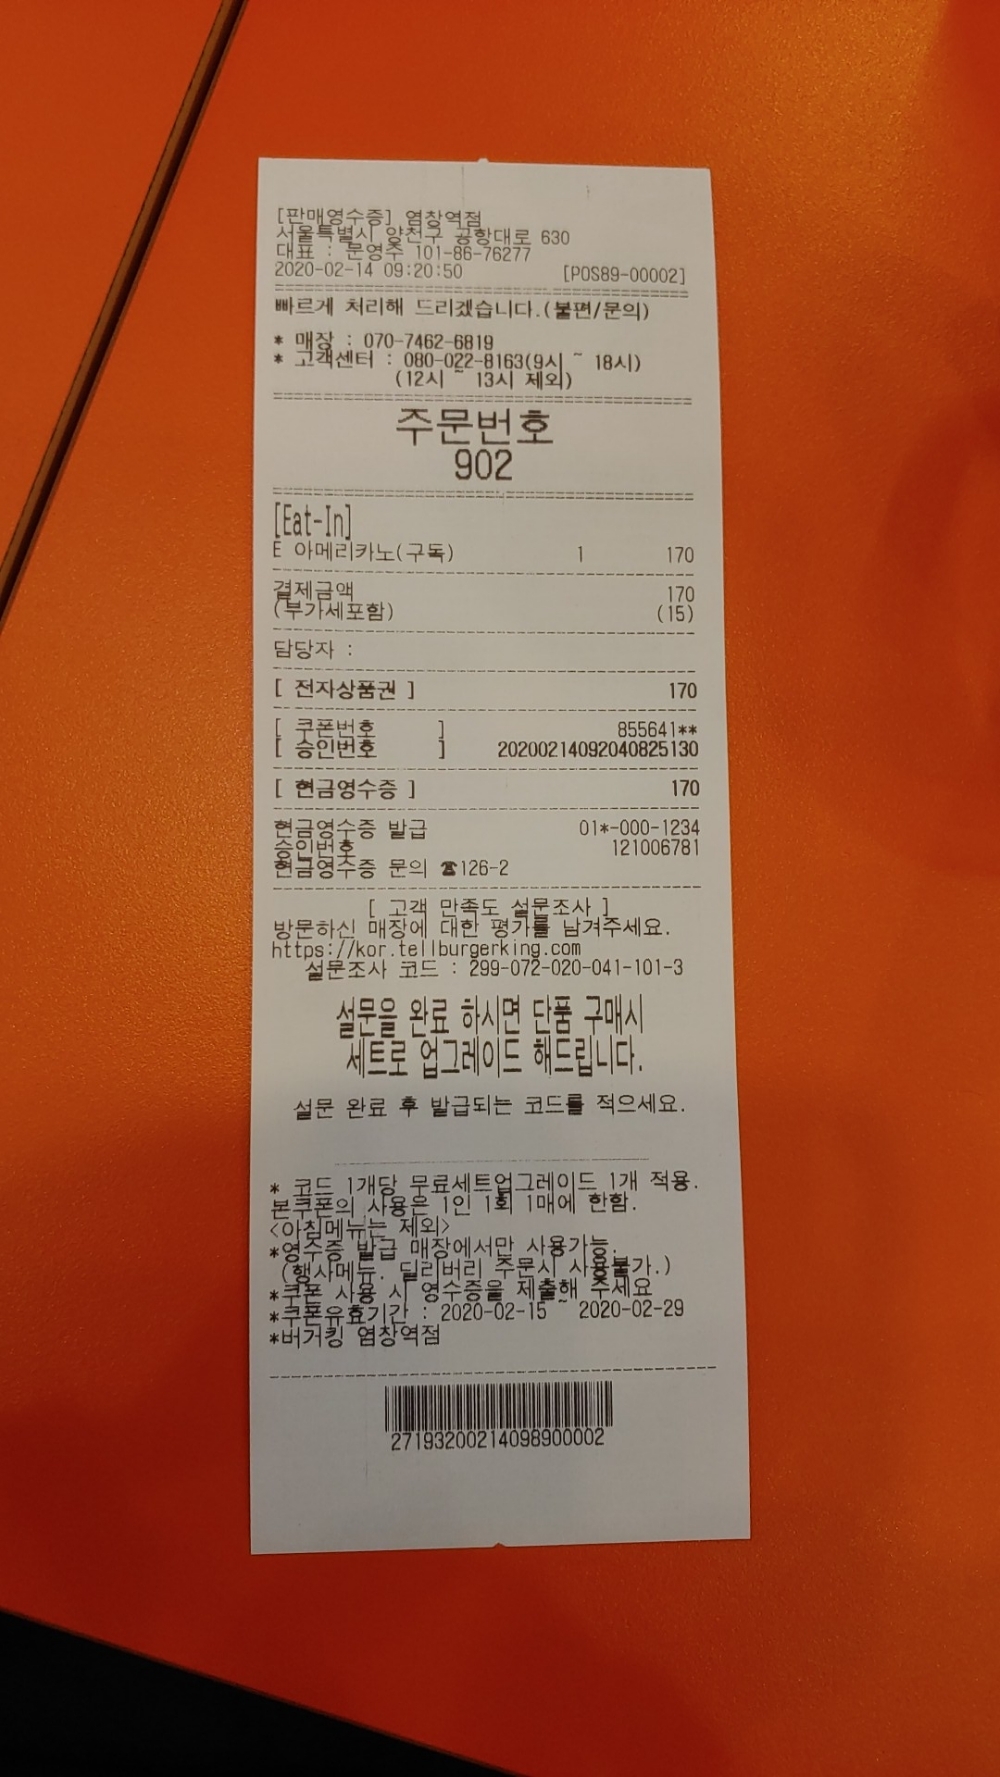 [판매영수증] 염창역점
서울특별시 양천구 공항대로 630
대표 : 문영주 101-86-76277
2020-02-14 09:20:50 [POS89-00002]
빠르게 처리해 드리겠습니다.(불편/문의)
* 매장 : 070-7462-6819
* 고객센터 : 080-022-8163(9시 ~ 18시)
(12시 ~ 13시 제외)
주문번호
902
[Eat-In]
E 아메리카노(구독) 1 170
결제금액 170
(부가세포함) (15)
담당자 :
[ 전자상품권 ] 170
[ 쿠폰번호 ] 855641**
[ 승인번호 ] 20200214092040825130
[ 현금영수증 ] 170
현금영수증 발급 01*-000-1234
승인번호 121006781
현금영수증 문의 ☎126-2
[ 고객 만족도 설문조사 ]
방문하신 매장에 대한 평가를 남겨주세요.
https://kor.tellburgerking.com
설문조사 코드 : 299-072-020-041-101-3
설문을 완료 하시면 단품 구매시
세트로 업그레이드 해드립니다.
설문 완료 후 발급되는 코드를 적으세요.
* 코드 1개당 무료세트업그레이드 1개 적용.
본쿠폰의 사용은 1인 1회 1매에 한함.
<아침메뉴는 제외>
*영수증 발급 매장에서만 사용가능.
(행사메뉴. 딜리버리 주문시 사용불가.)
*쿠폰 사용 시 영수증을 제출해 주세요
*쿠폰유효기간 : 2020-02-15 ~ 2020-02-29
*버거킹 염창역점
27193200214098900002